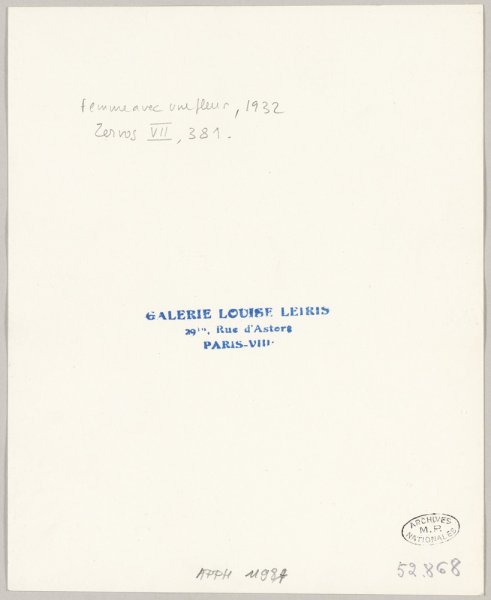 femme avec une fleur, 1932
Zervos VII, 381.
GALERIE LOUISE LEIRIS
29bis, Rue d'Astorg
PARIS-VIIIe
ARCHIVES
M.P.
NATIONALES
APPH
52.868